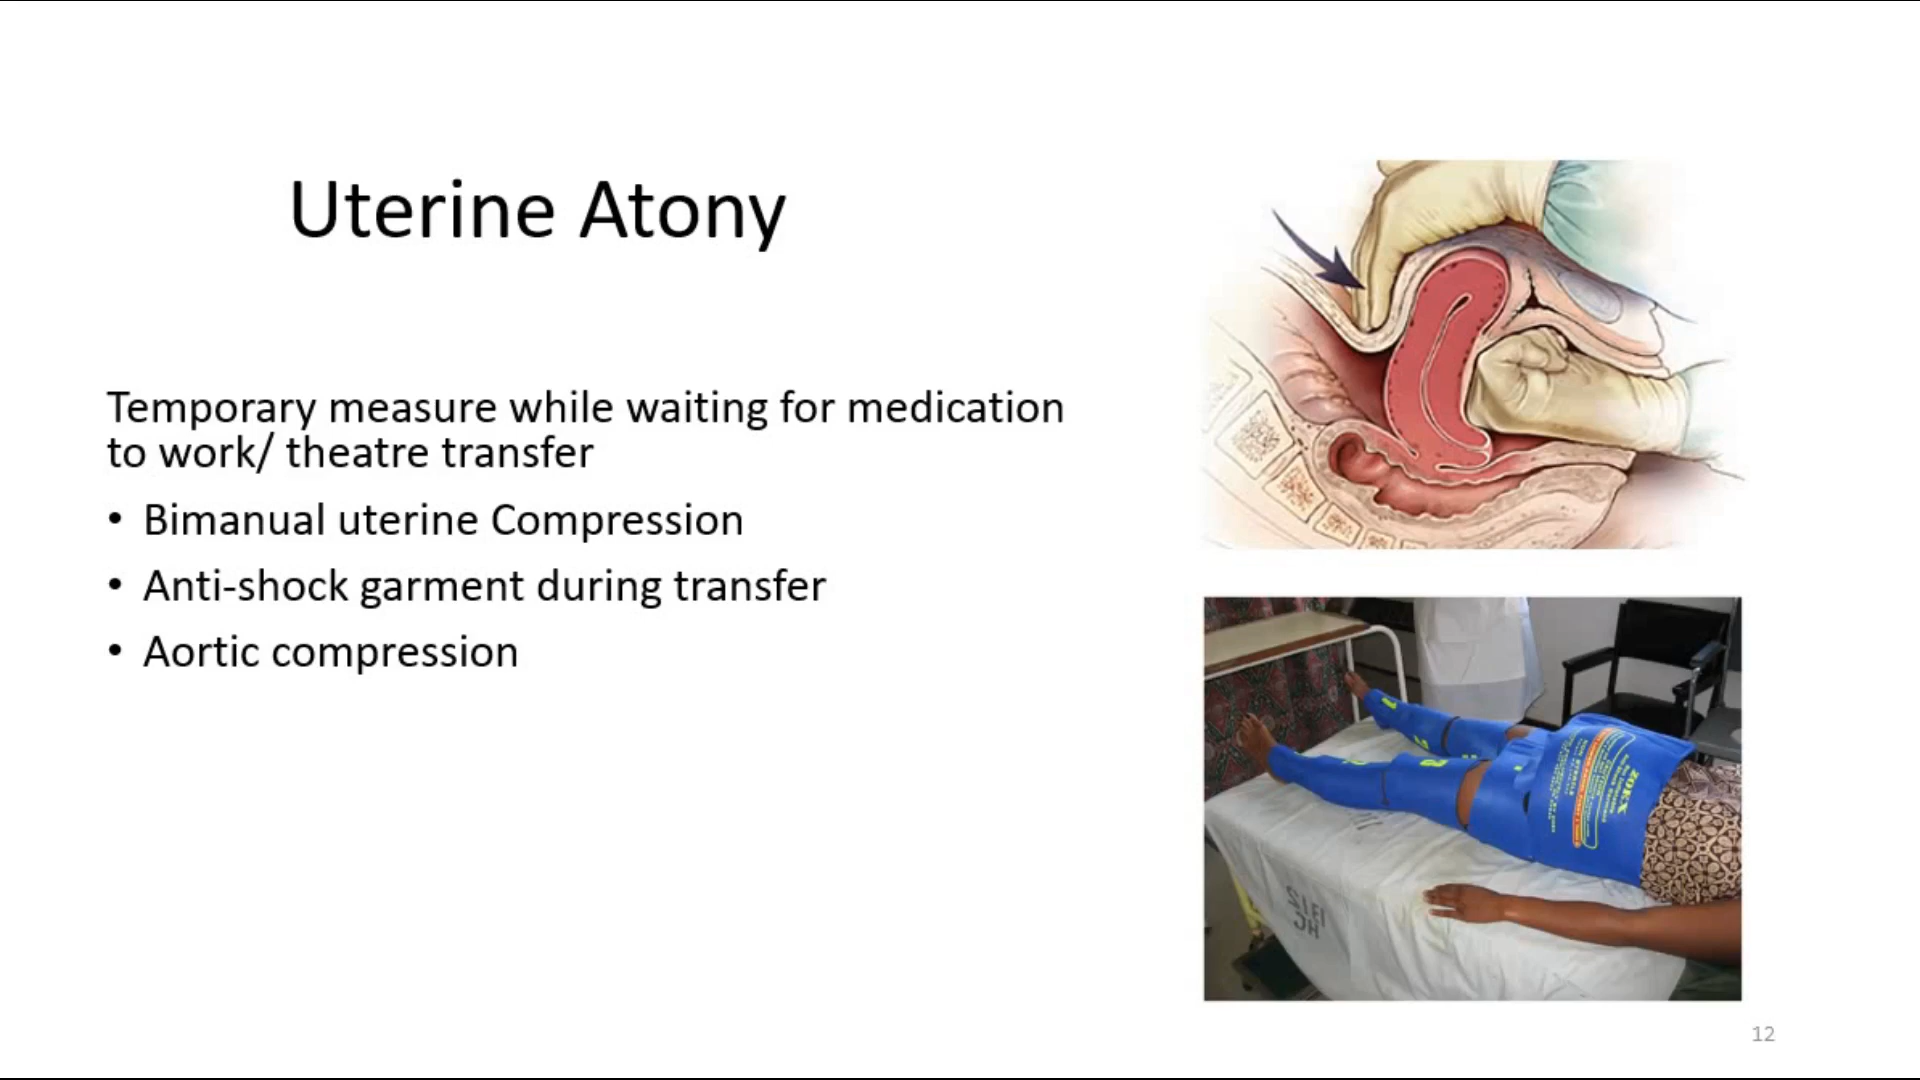 Uterine Atony
Temporary measure while waiting for medication
to work/ theatre transfer
• Bimanual uterine Compression
• Anti-shock garment during transfer
• Aortic compression
ZOEX
12